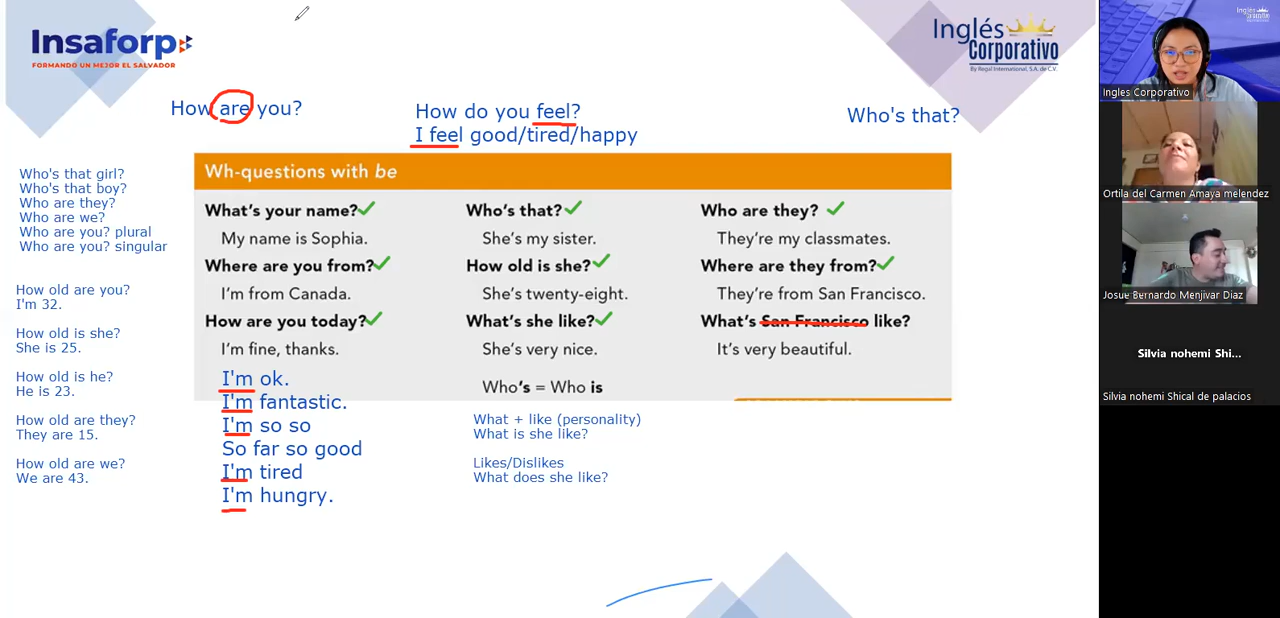 Insaforp
FORMANDO UN MEJOR EL SALVADOR
Inglés
Corporativo
By Regal International, S.A. de C.V.
How are you?
How do you feel?
I feel good/tired/happy
Who's that?
Who's that girl?
Who's that boy?
Who are they?
Who are we?
Who are you? plural
Who are you? singular
How old are you?
I'm 32.
How old is she?
She is 25.
How old is he?
He is 23.
How old are they?
They are 15.
How old are we?
We are 43.
Wh-questions with be
What's your name?
My name is Sophia.
Where are you from?
I'm from Canada.
How are you today?
I'm fine, thanks.
I'm ok.
I'm fantastic.
I'm so so
So far so good
I'm tired
I'm hungry.
Who's that?
She's my sister.
How old is she?
She's twenty-eight.
What's she like?
She's very nice.
Who's = Who is
What + like (personality)
What is she like?
Likes/Dislikes
What does she like?
Who are they?
They're my classmates.
Where are they from?
They're from San Francisco.
What's San Francisco like?
It's very beautiful.
Ingles Corporativo
Ortila del Carmen Amaya melendez
Josue Bernardo Menjivar Diaz
Silvia nohemi Shi...
Silvia nohemi Shical de palacios